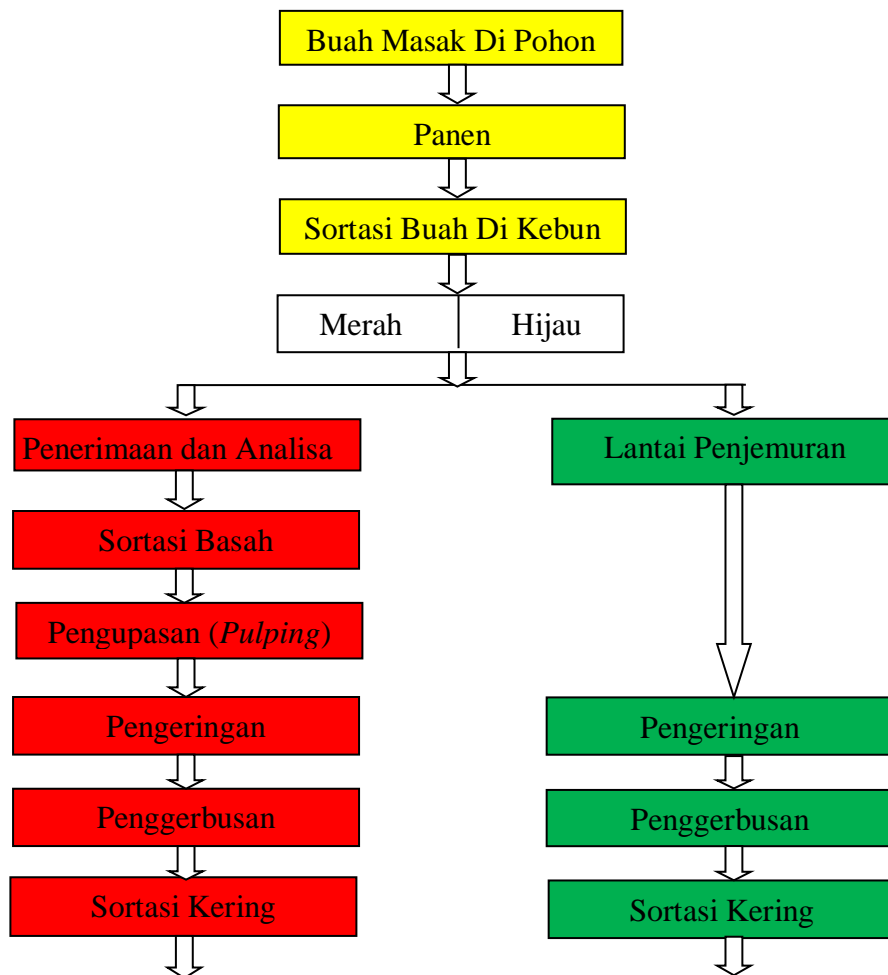 Buah Masak Di Pohon
Panen
Sortasi Buah Di Kebun
Merah
Hijau
Penerimaan dan Analisa
Sortasi Basah
Pengupasan (Pulping)
Pengeringan
Penggerbusan
Sortasi Kering
Lantai Penjemuran
Pengeringan
Penggerbusan
Sortasi Kering